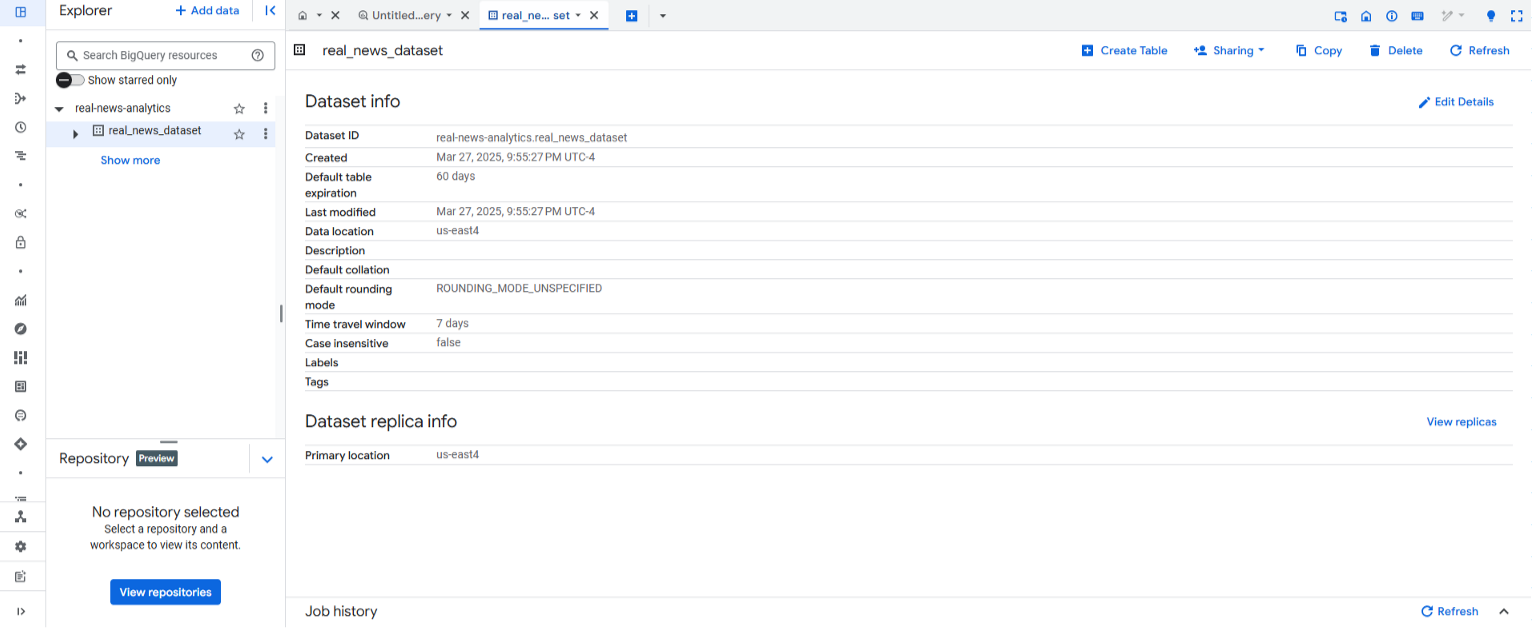 Explorer
+ Add data
Search BigQuery resources
Show starred only
real-news-analytics
real_news_dataset
Show more
Repository Preview
No repository selected
Select a repository and a
workspace to view its content.
View repositories
Untitled...ery
real_ne... set
real_news_dataset
Create Table
Sharing
Copy
Delete
Refresh
Dataset info
Edit Details
Dataset ID real-news-analytics.real_news_dataset
Created Mar 27, 2025, 9:55:27 PM UTC-4
Default table 60 days
expiration
Last modified Mar 27, 2025, 9:55:27 PM UTC-4
Data location us-east4
Description
Default collation
Default rounding ROUNDING_MODE_UNSPECIFIED
mode
Time travel window 7 days
Case insensitive false
Labels
Tags
Dataset replica info
View replicas
Primary location us-east4
Job history
Refresh